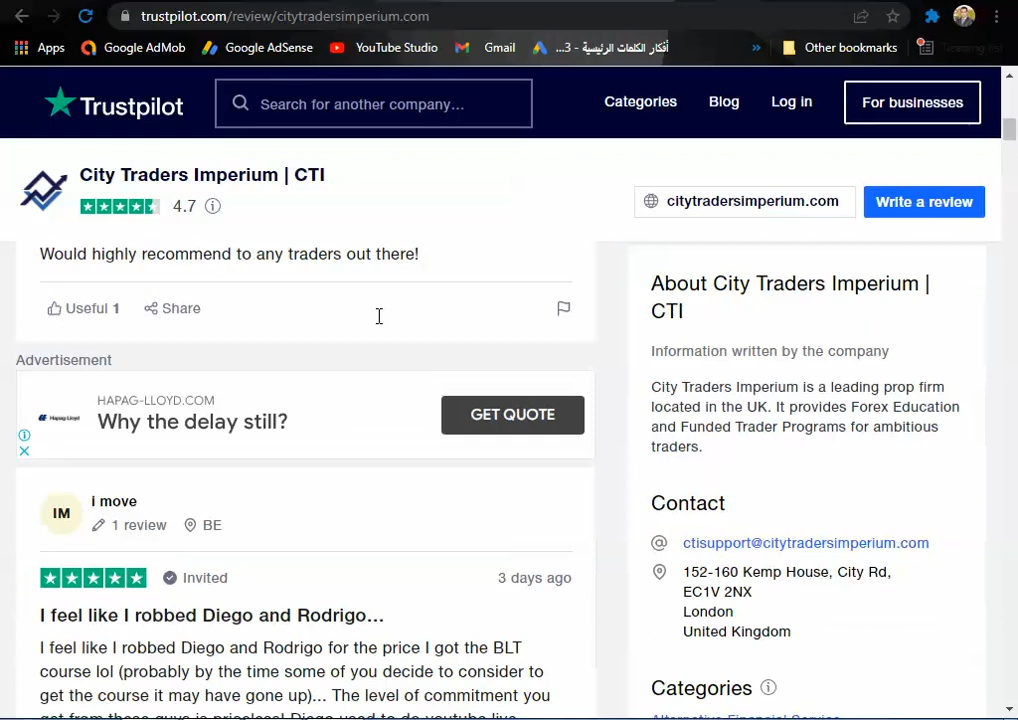 trustpilot.com/review/citytradersimperium.com
Apps Google AdMob Google AdSense YouTube Studio Gmail أفكار الكلمات الرئيسية - 3... » Other bookmarks
Trustpilot Search for another company... Categories Blog Log in For businesses
City Traders Imperium | CTI
4.7
citytradersimperium.com Write a review
Would highly recommend to any traders out there!
Useful 1 Share
Advertisement
HAPAG-LLOYD.COM
Hapag-Lloyd
Why the delay still?
GET QUOTE
IM
i move
1 review BE
Invited 3 days ago
I feel like I robbed Diego and Rodrigo...
I feel like I robbed Diego and Rodrigo for the price I got the BLT
course lol (probably by the time some of you decide to consider to
get the course it may have gone up)... The level of commitment you
About City Traders Imperium |
CTI
Information written by the company
City Traders Imperium is a leading prop firm
located in the UK. It provides Forex Education
and Funded Trader Programs for ambitious
traders.
Contact
ctisupport@citytradersimperium.com
152-160 Kemp House, City Rd,
EC1V 2NX
London
United Kingdom
Categories